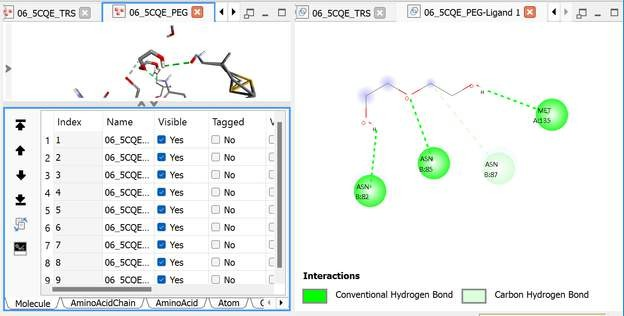 06_5CQE_TRS
06_5CQE_PEG
Index Name Visible Tagged V
1 1 06_5CQE... Yes No
2 2 06_5CQE... Yes No
3 3 06_5CQE... Yes No
4 4 06_5CQE... Yes No
5 5 06_5CQE... Yes No
6 6 06_5CQE... Yes No
7 7 06_5CQE... Yes No
8 8 06_5CQE... Yes No
9 9 06_5CQE... Yes No
Molecule AminoAcidChain AminoAcid Atom
06_5CQE_TRS
06_5CQE_PEG-Ligand 1
O
H
MET
A:135
O
O
H
ASN
B:85
ASN
B:87
ASN
B:82
Interactions
Conventional Hydrogen Bond
Carbon Hydrogen Bond